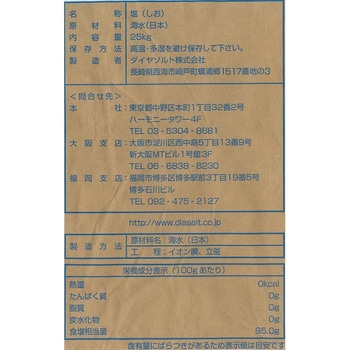 名 称 塩(しお)
原 材 料 海水(日本)
内 容 量 25kg
保 存 方 法 高温・多湿を避け保存して下さい。
製 造 者 ダイヤソルト株式会社
長崎県西海市崎戸町蠣浦郷1517番地の3
<問合せ先>
本 社:東京都中野区本町1丁目32番2号
ハーモニータワー4F
TEL 03-5304-8681
大 阪 支 店:大阪市淀川区西中島5丁目13番9号
新大阪MTビル1号館3F
TEL 06-6838-8230
福 岡 支 店:福岡市博多区博多駅前3丁目19番5号
博多石川ビル
TEL 092-475-2127
http://www.diasalt.co.jp
製 造 方 法 原材料名:海水(日本)
工 程:イオン膜、立釜
栄養成分表示(100gあたり)
熱量 0kcal
たんぱく質 0g
脂質 0g
炭水化物 0g
食塩相当量 95.0g
含有量にばらつきがあるため表示値は目安です